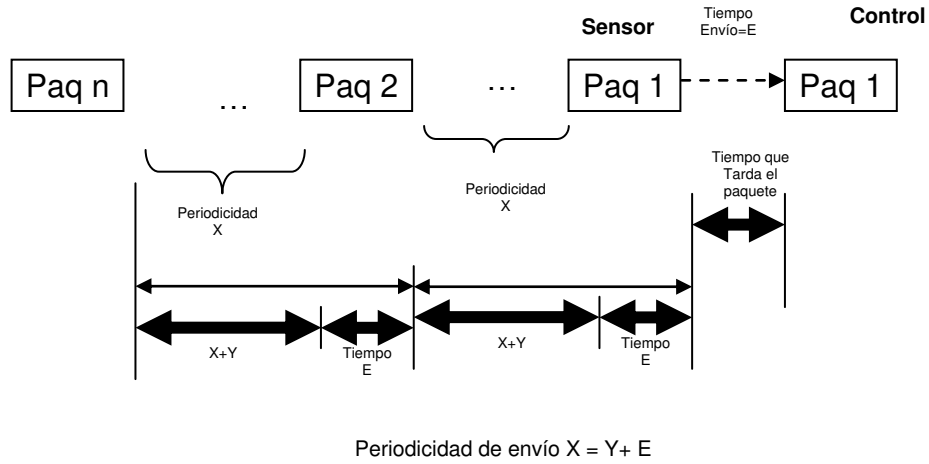 Sensor
Tiempo
Envío=E
Control
Paq n
...
Paq 2
...
Paq 1
Paq 1
Periodicidad
X
Periodicidad
X
Tiempo que
Tarda el
paquete
X+Y
Tiempo
E
X+Y
Tiempo
E
Periodicidad de envío X = Y+ E